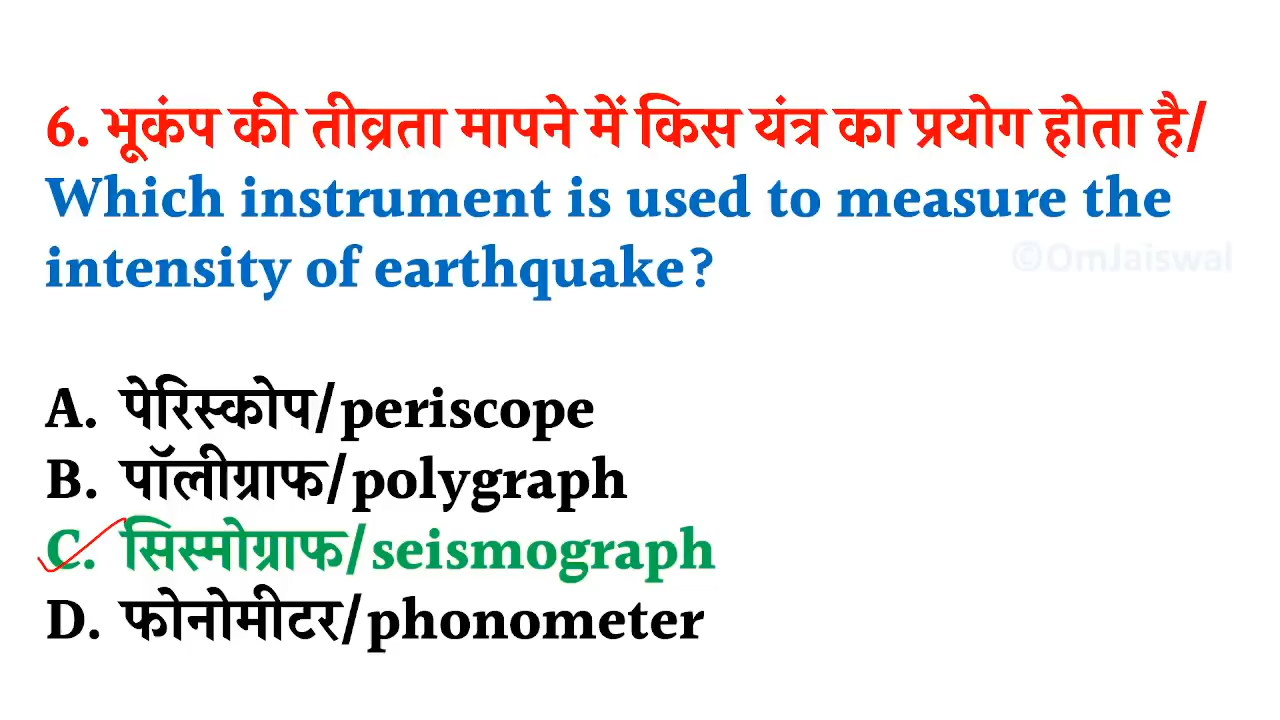 6. भूकंप की तीव्रता मापने में किस यंत्र का प्रयोग होता है/
Which instrument is used to measure the
intensity of earthquake?
©OmJaiswal
A. पेरिस्कोप/periscope
B. पॉलीग्राफ/polygraph
C. सिस्मोग्राफ/seismograph
D. फोनोमीटर/phonometer